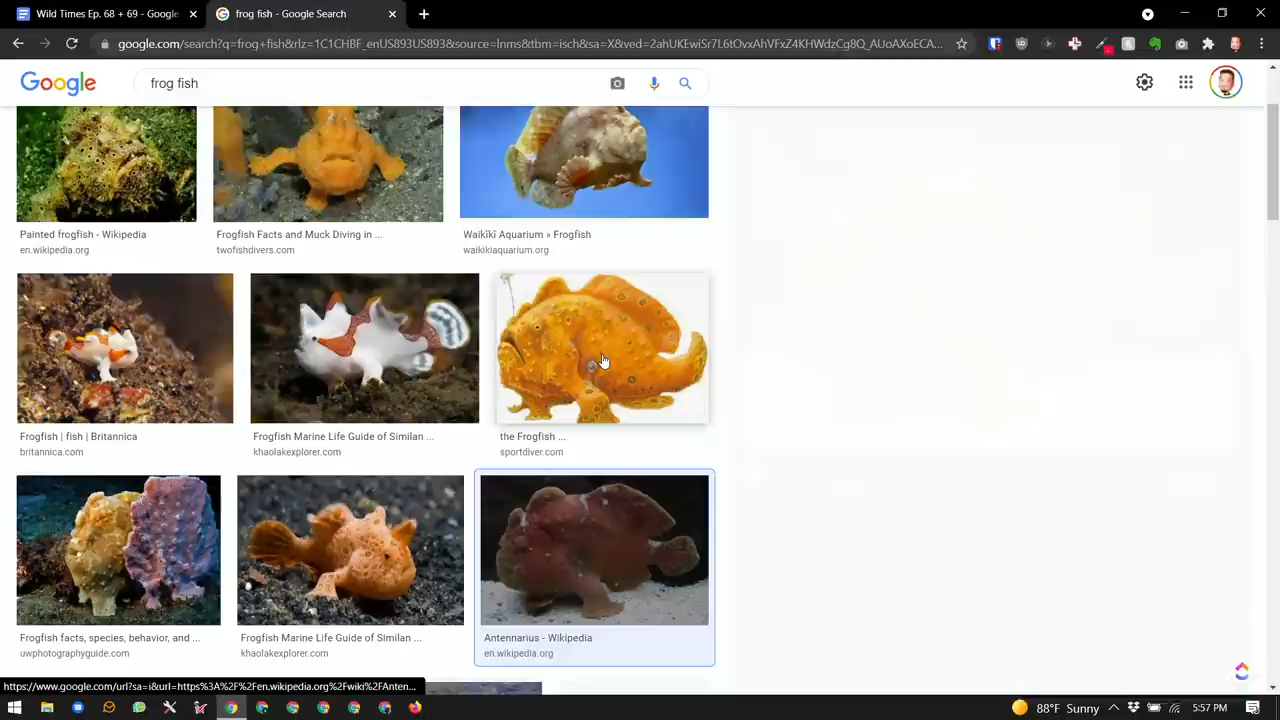 Wild Times Ep. 68 + 69 - Google
frog fish - Google Search
google.com/search?q=frog+fish&rlz=1C1CHBF_enUS893US893&source=lnms&tbm=isch&sa=X&ved=2ahUKEwiSr7L6tOvxAhVFxZ4KHWdzCg8Q_AUoAXoECA...
Google
frog fish
Painted frogfish - Wikipedia
en.wikipedia.org
Frogfish Facts and Muck Diving in ...
twofishdivers.com
Waikīkī Aquarium » Frogfish
waikikiaquarium.org
Frogfish | fish | Britannica
britannica.com
Frogfish Marine Life Guide of Similan ...
khaolakexplorer.com
the Frogfish ...
sportdiver.com
Frogfish facts, species, behavior, and ...
uwphotographyguide.com
Frogfish Marine Life Guide of Similan ...
khaolakexplorer.com
Antennarius - Wikipedia
en.wikipedia.org
https://www.google.com/url?sa=i&url=https%3A%2F%2Fen.wikipedia.org%2Fwiki%2FAnten...
88°F Sunny
5:57 PM